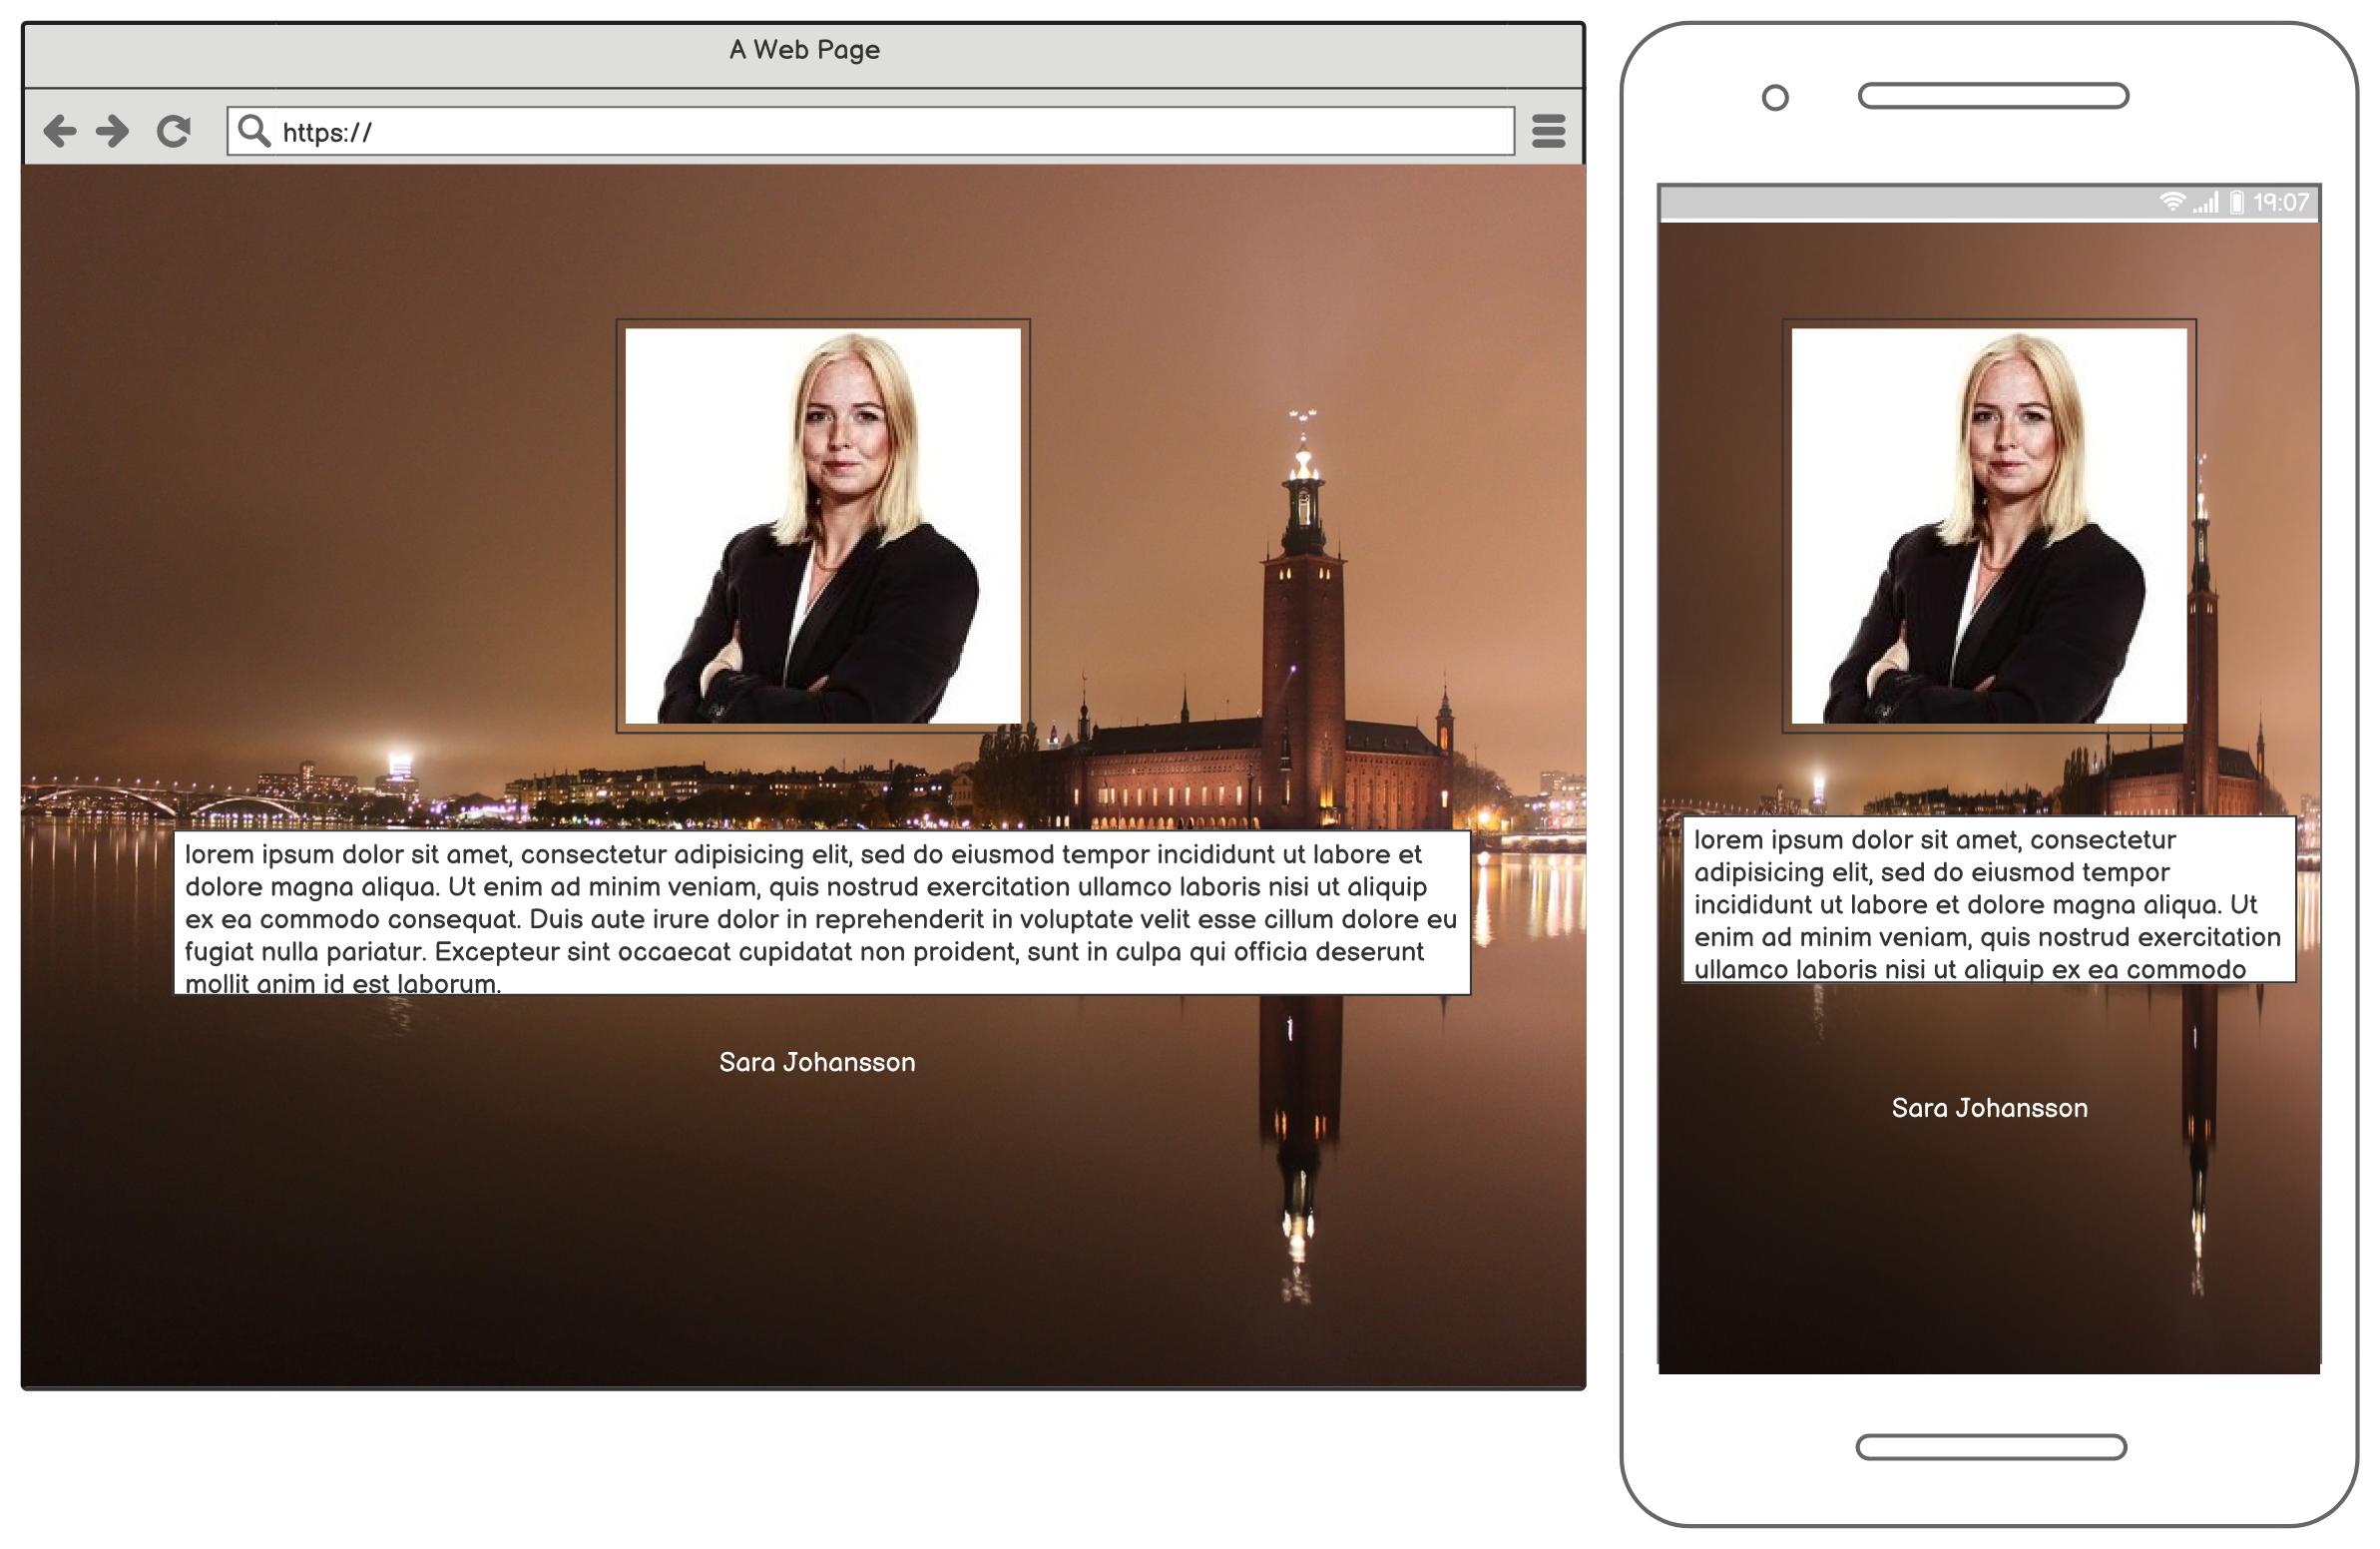 A Web Page
https://
lorem ipsum dolor sit amet, consectetur adipisicing elit, sed do eiusmod tempor incididunt ut labore et
dolore magna aliqua. Ut enim ad minim veniam, quis nostrud exercitation ullamco laboris nisi ut aliquip
ex ea commodo consequat. Duis aute irure dolor in reprehenderit in voluptate velit esse cillum dolore eu
fugiat nulla pariatur. Excepteur sint occaecat cupidatat non proident, sunt in culpa qui officia deserunt
mollit anim id est laborum.
Sara Johansson
19:07
lorem ipsum dolor sit amet, consectetur
adipisicing elit, sed do eiusmod tempor
incididunt ut labore et dolore magna aliqua. Ut
enim ad minim veniam, quis nostrud exercitation
ullamco laboris nisi ut aliquip ex ea commodo
Sara Johansson